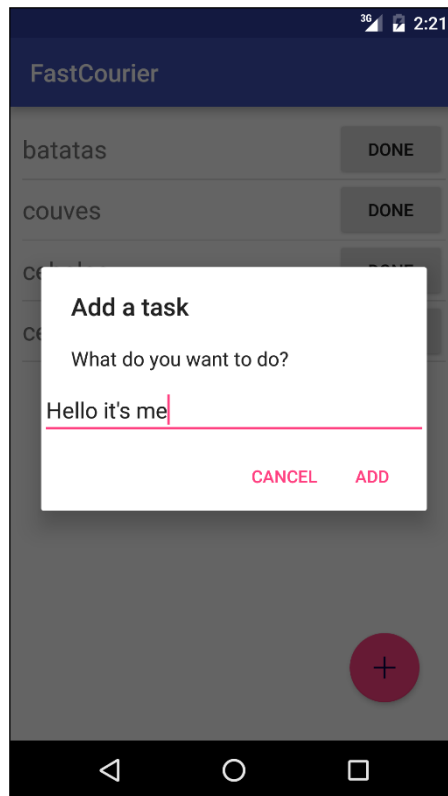 3G 2:21
FastCourier
batatas DONE
couves DONE
Add a task
What do you want to do?
Hello it's me
CANCEL ADD